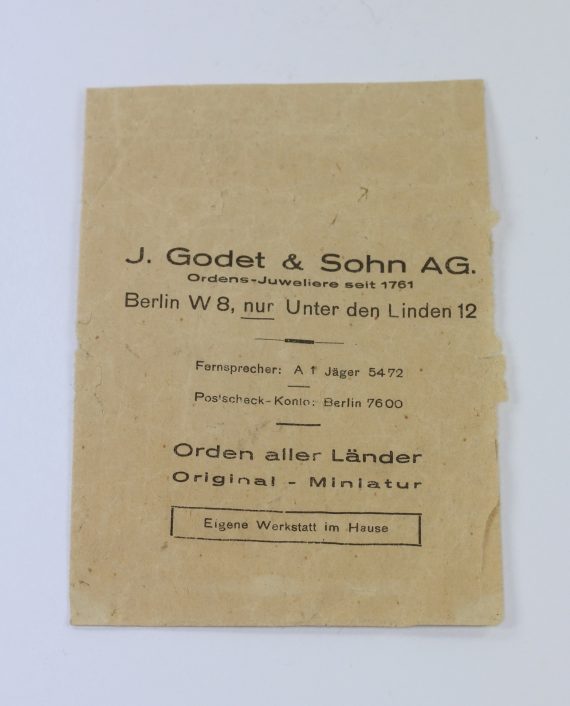 J. Godet & Sohn AG.
Ordens-Juweliere seit 1761
Berlin W 8, nur Unter den Linden 12
Fernsprecher: A 1 Jäger 5472
Postscheck-Konto: Berlin 7600
Orden aller Länder
Original - Miniatur
Eigene Werkstatt im Hause